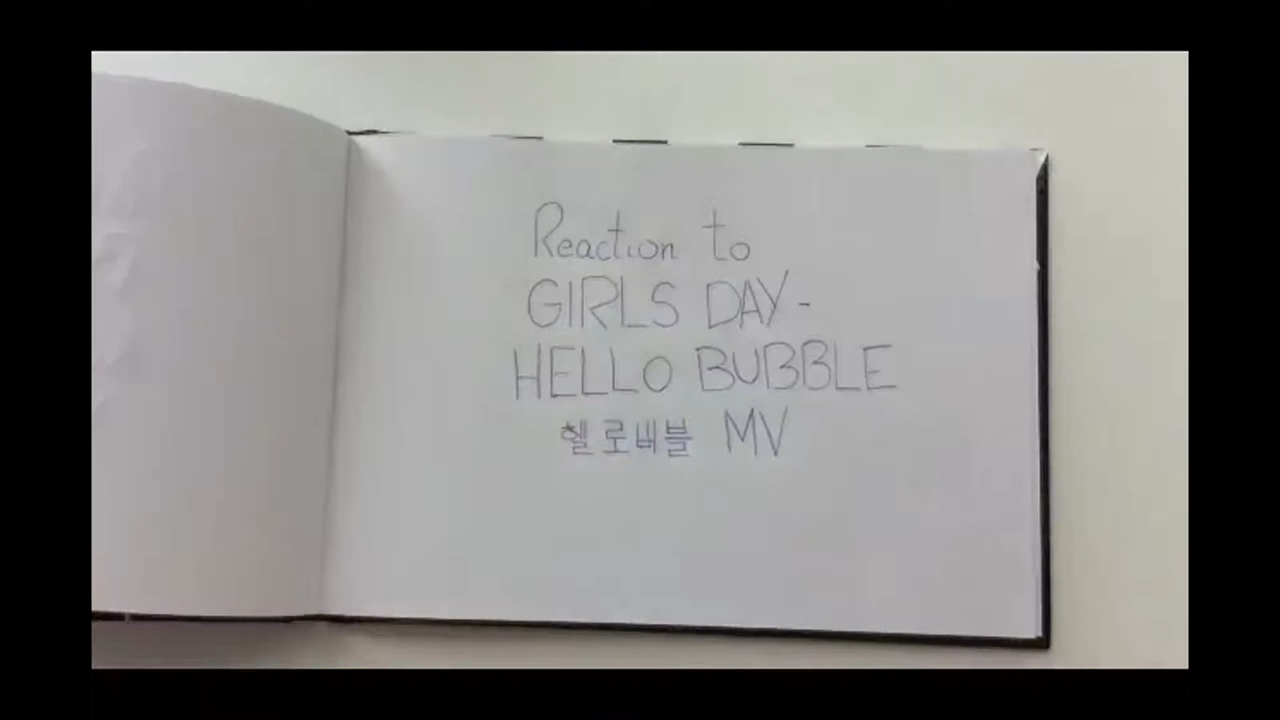 Reaction to
GIRLS DAY -
HELLO BUBBLE
헬로버블 MV